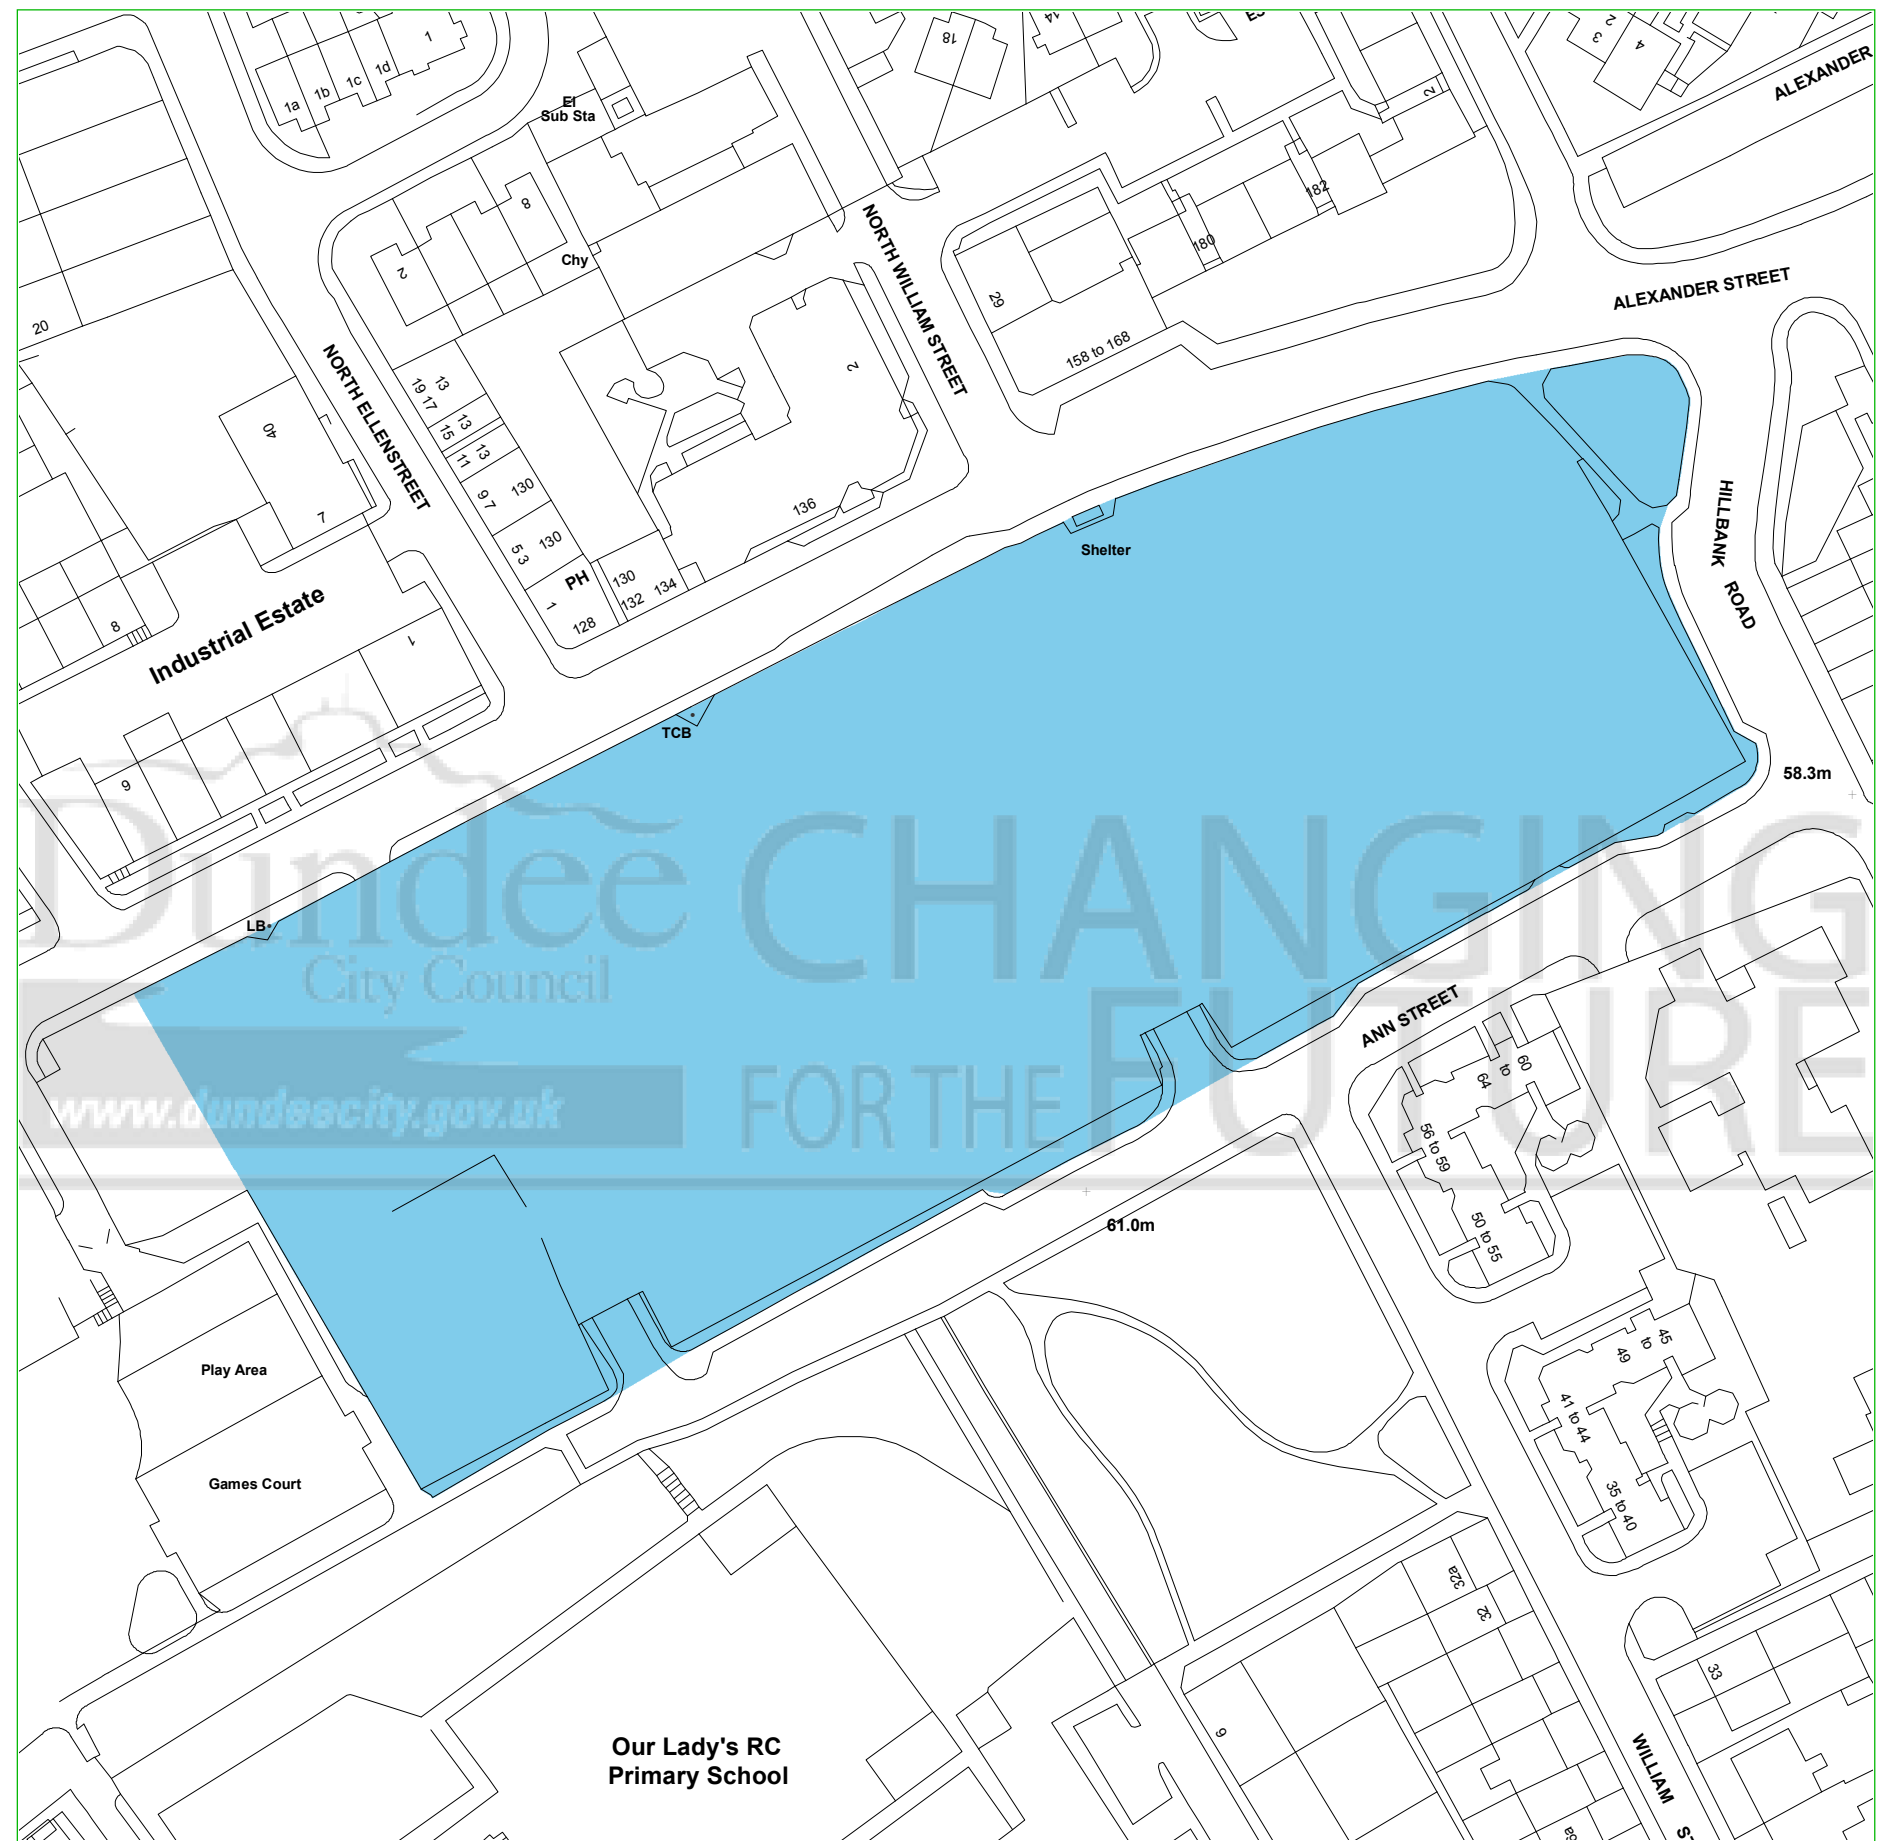 1
1d
1c
1b
1a
El
Sub Sta
18
14
2
3
4
ALEXANDER
2
8
2
Chy
NORTH WILLIAM STREET
182
180
29
158 to 168
ALEXANDER STREET
20
NORTH ELLENSTREET
40
7
13
19 17
13
15
13
11
9 7
130
5 3
130
PH
130
1
128
132
134
2
136
Shelter
HILLBANK ROAD
8
Industrial Estate
1
9
TCB
58.3m
LB
Dundee
City Council
www.dundeecity.gov.uk
CHANGING
FOR THE FUTURE
ANN STREET
60
to
64
56 to 59
50 to 55
61.0m
45
to
49
41 to 44
35 to 40
Play Area
Games Court
32a
32
33
9
Our Lady's RC
Primary School
WILLIAM